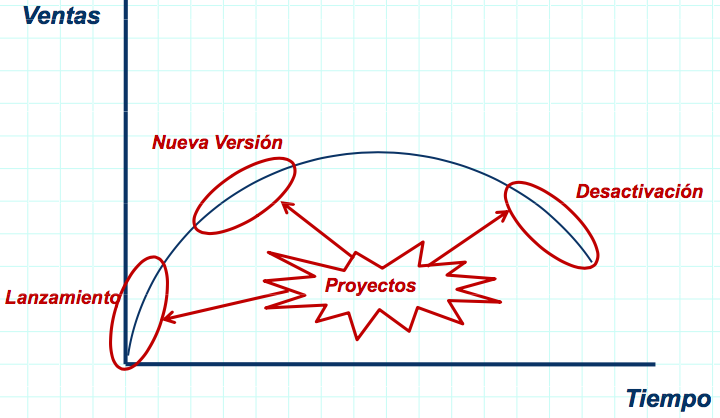 Ventas
Nueva Versión
Desactivación
Proyectos
Lanzamiento
Tiempo